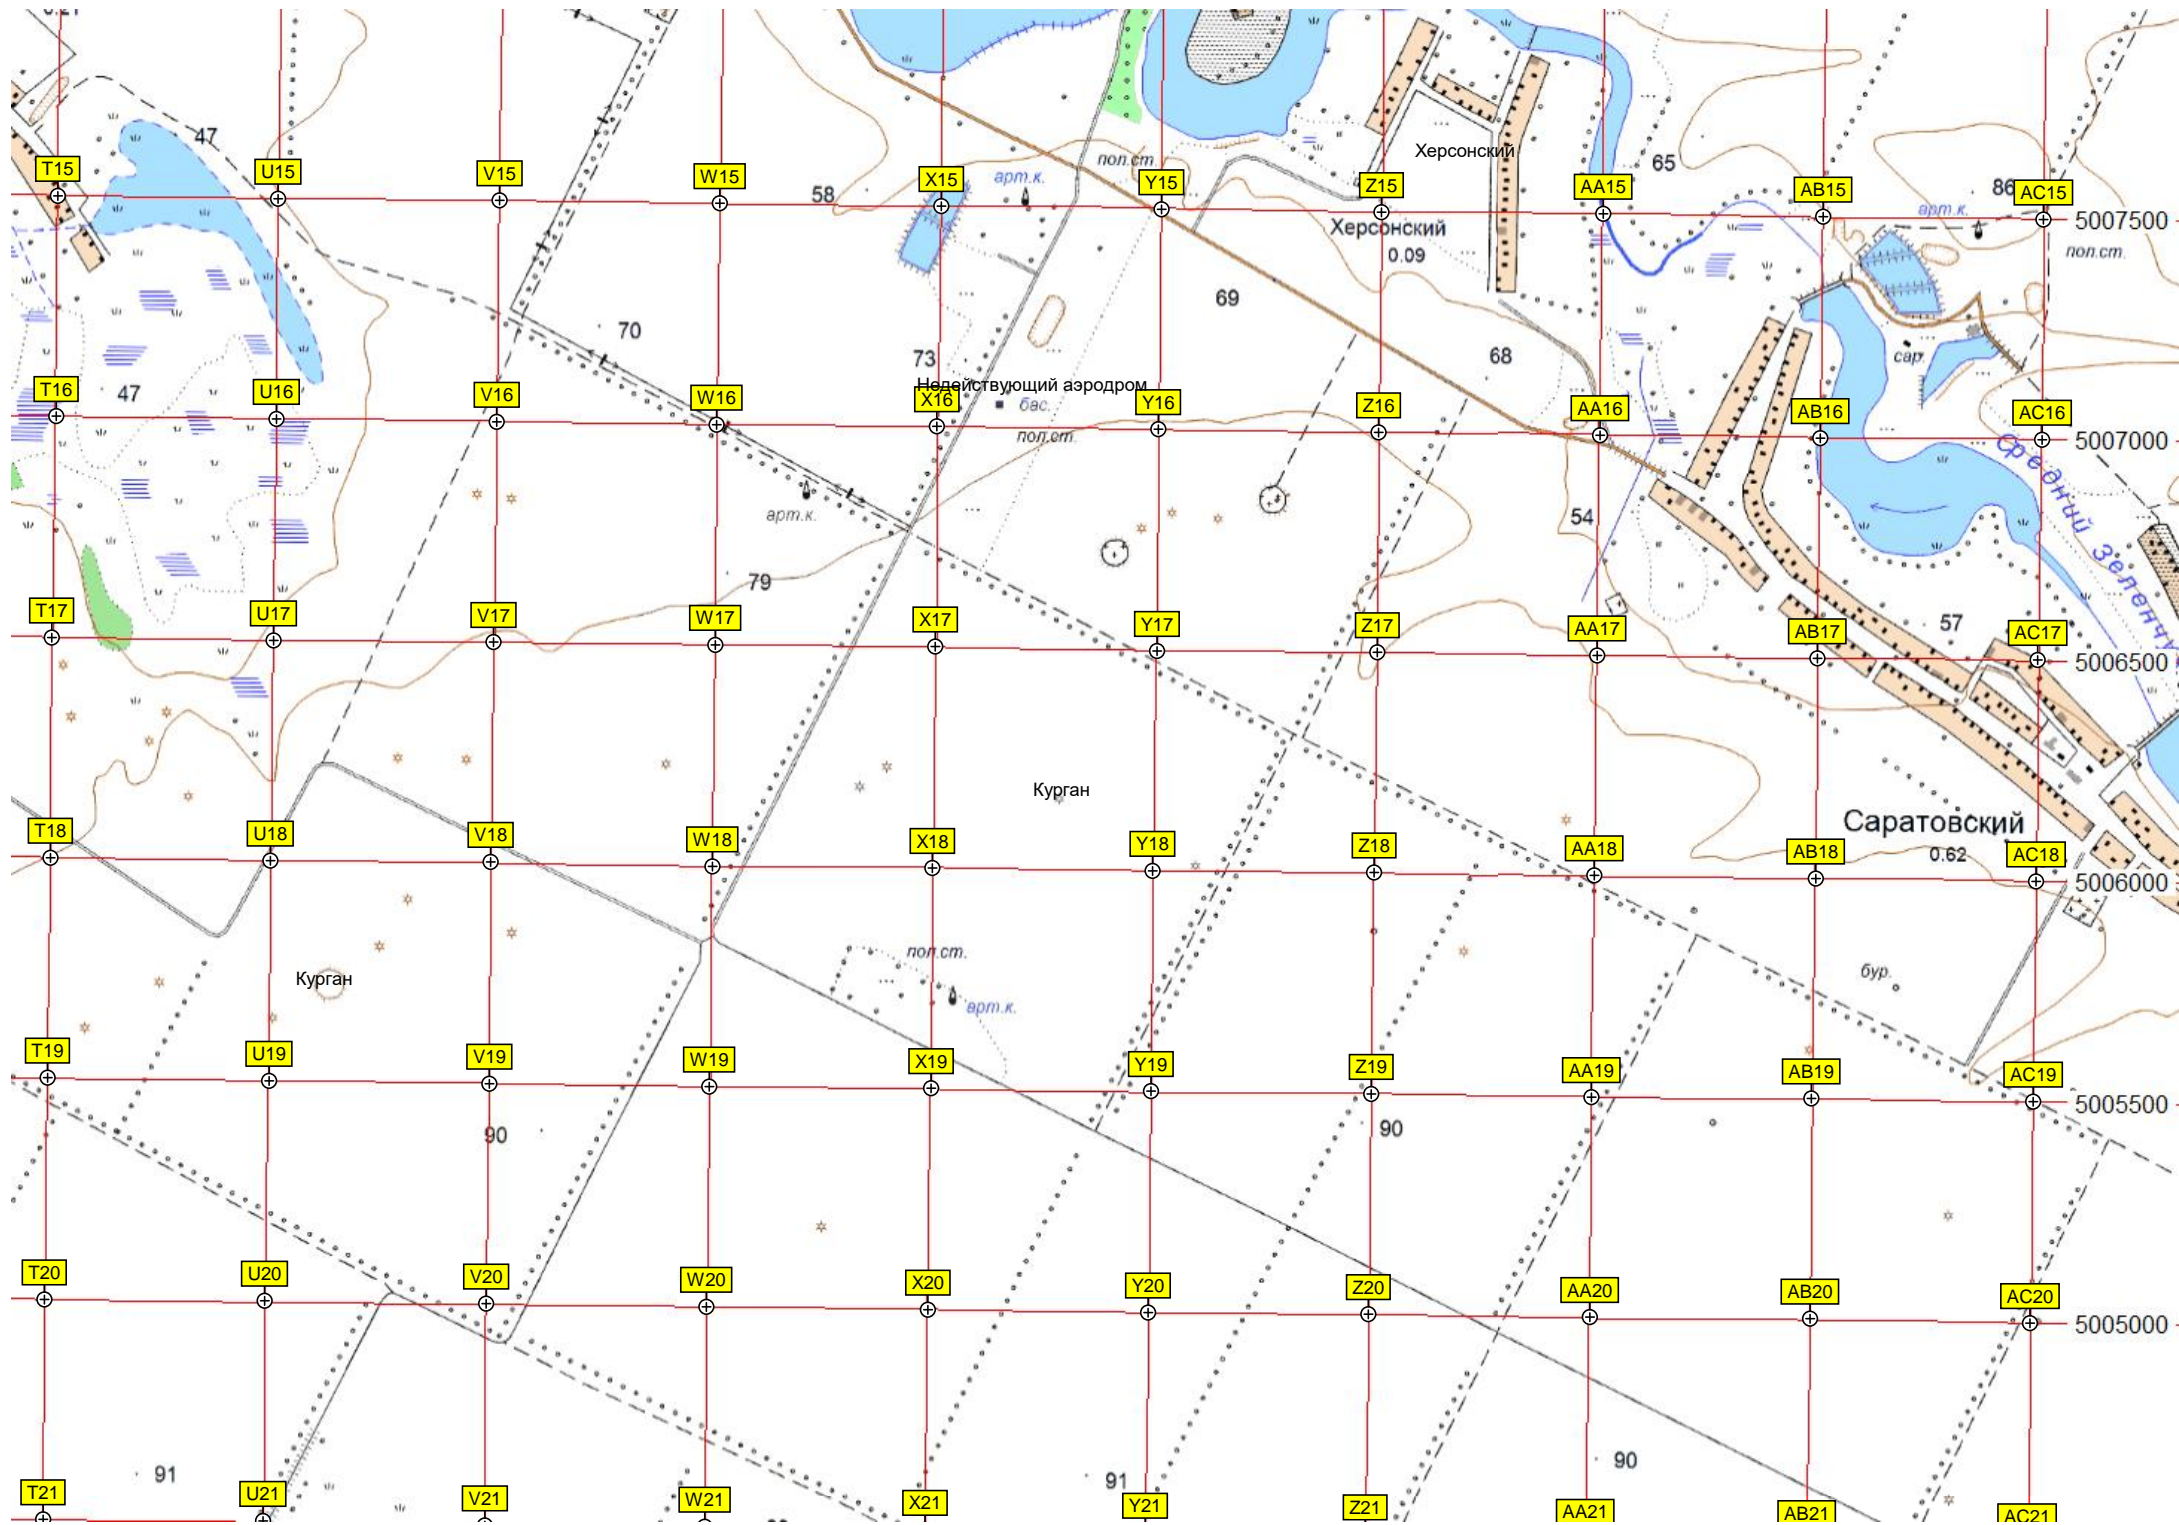 47
пол.ст.
Херсонский
65
T15
U15
V15
W15
58
X15
арт.к.
Y15
Z15
AA15
AB15
86
AC15
арт.к.
5007500
Херсонский
0.09
пол.ст.
69
70
73
68
сар.
Недействующий аэродром
47
T16
U16
V16
W16
X16
бас.
Y16
Z16
AA16
AB16
AC16
5007000
пол.ст.
Средний Зеленчу
арт.к.
54
79
T17
U17
V17
W17
X17
Y17
Z17
AA17
AB17
57
AC17
5006500
Курган
Саратовский
0.62
T18
U18
V18
W18
X18
Y18
Z18
AA18
AB18
AC18
5006000
пол.ст.
Курган
арт.к.
бур.
T19
U19
V19
W19
X19
Y19
Z19
AA19
AB19
AC19
5005500
90
90
T20
U20
V20
W20
X20
Y20
Z20
AA20
AB20
AC20
5005000
91
91
90
T21
U21
V21
W21
X21
Y21
Z21
AA21
AB21
AC21